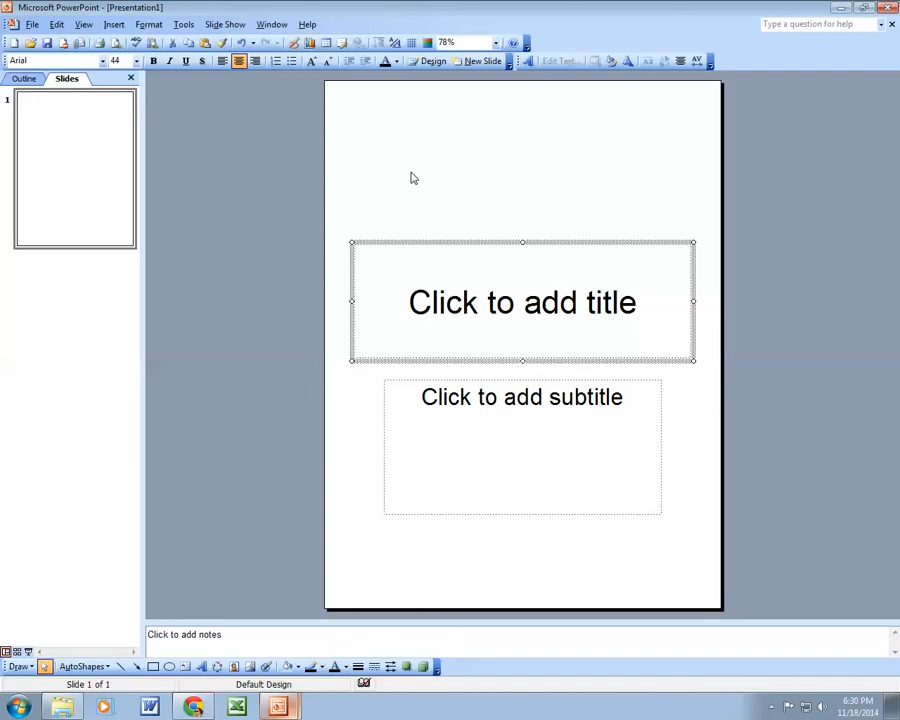 Microsoft PowerPoint - [Presentation1]
File Edit View Insert Format Tools Slide Show Window Help
Type a question for help
78%
Arial 44 B I U S Design New Slide Edit Text...
Outline Slides
1
Click to add title
Click to add subtitle
Click to add notes
Draw AutoShapes
Slide 1 of 1 Default Design
6:30 PM
11/18/2014